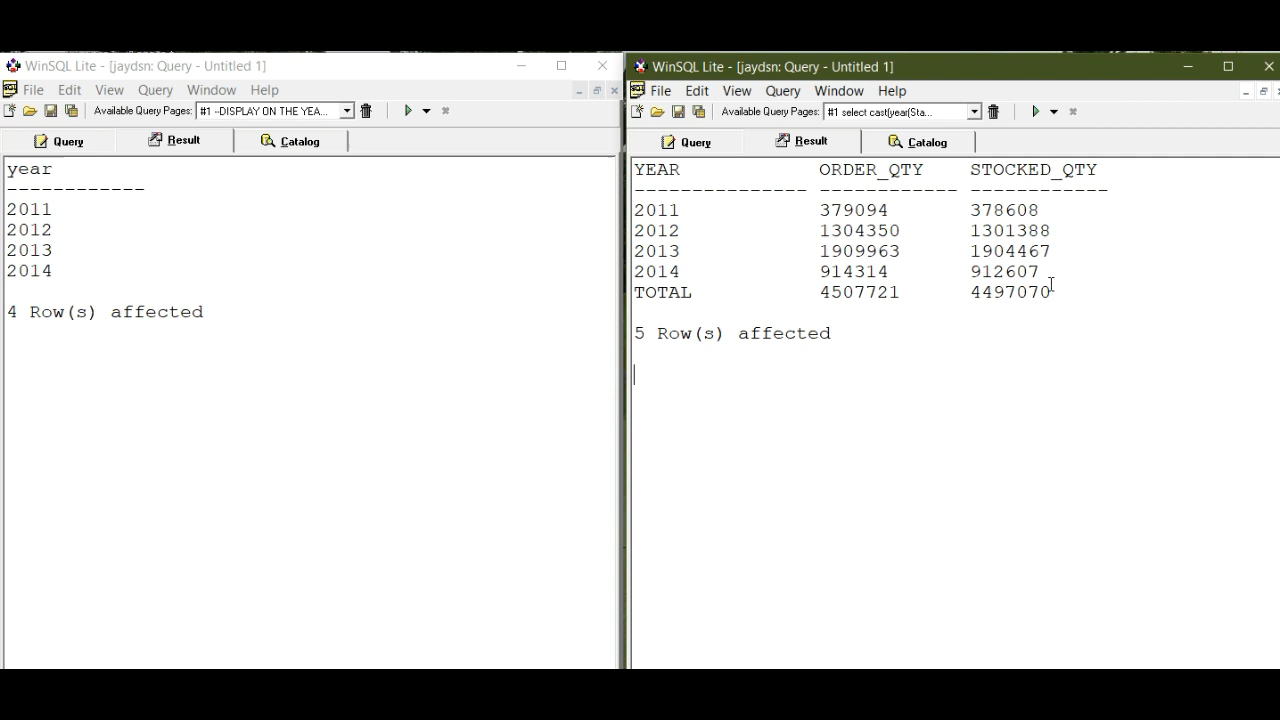 WinSQL Lite - [jaydsn: Query - Untitled 1]
File Edit View Query Window Help
Available Query Pages: #1 --DISPLAY ON THE YEA...
Query Result Catalog
year
------------
2011
2012
2013
2014
4 Row(s) affected
WinSQL Lite - [jaydsn: Query - Untitled 1]
File Edit View Query Window Help
Available Query Pages: #1 select cast(year(Sta...
Query Result Catalog
YEAR ORDER_QTY STOCKED_QTY
--------------- ------------ ------------
2011 379094 378608
2012 1304350 1301388
2013 1909963 1904467
2014 914314 912607
TOTAL 4507721 4497070
5 Row(s) affected